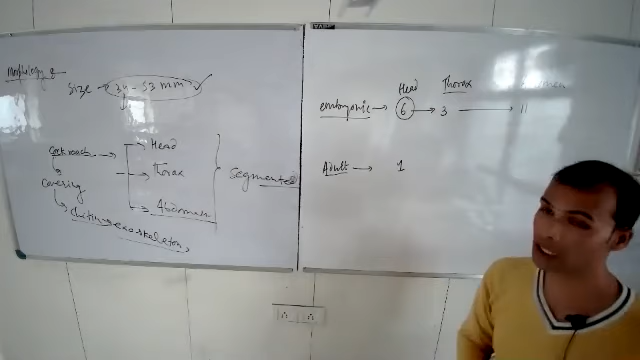 Morphology
size → 34 - 53 mm ✓
Cockroach → Head
Thorax
Abdomen
segmented
Covering
Chitin → exoskeleton
Head Thorax
embryonic → 6 → 3 → 11
Adult → 1